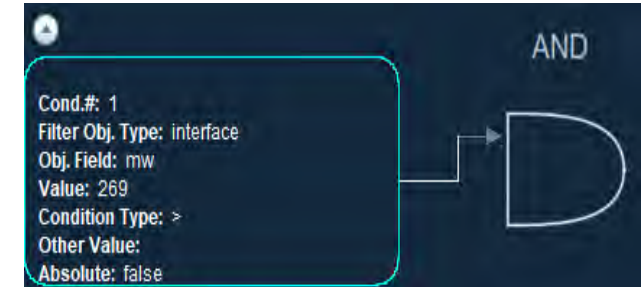 AND
Cond.#: 1
Filter Obj. Type: interface
Obj. Field: mw
Value: 269
Condition Type: >
Other Value:
Absolute: false